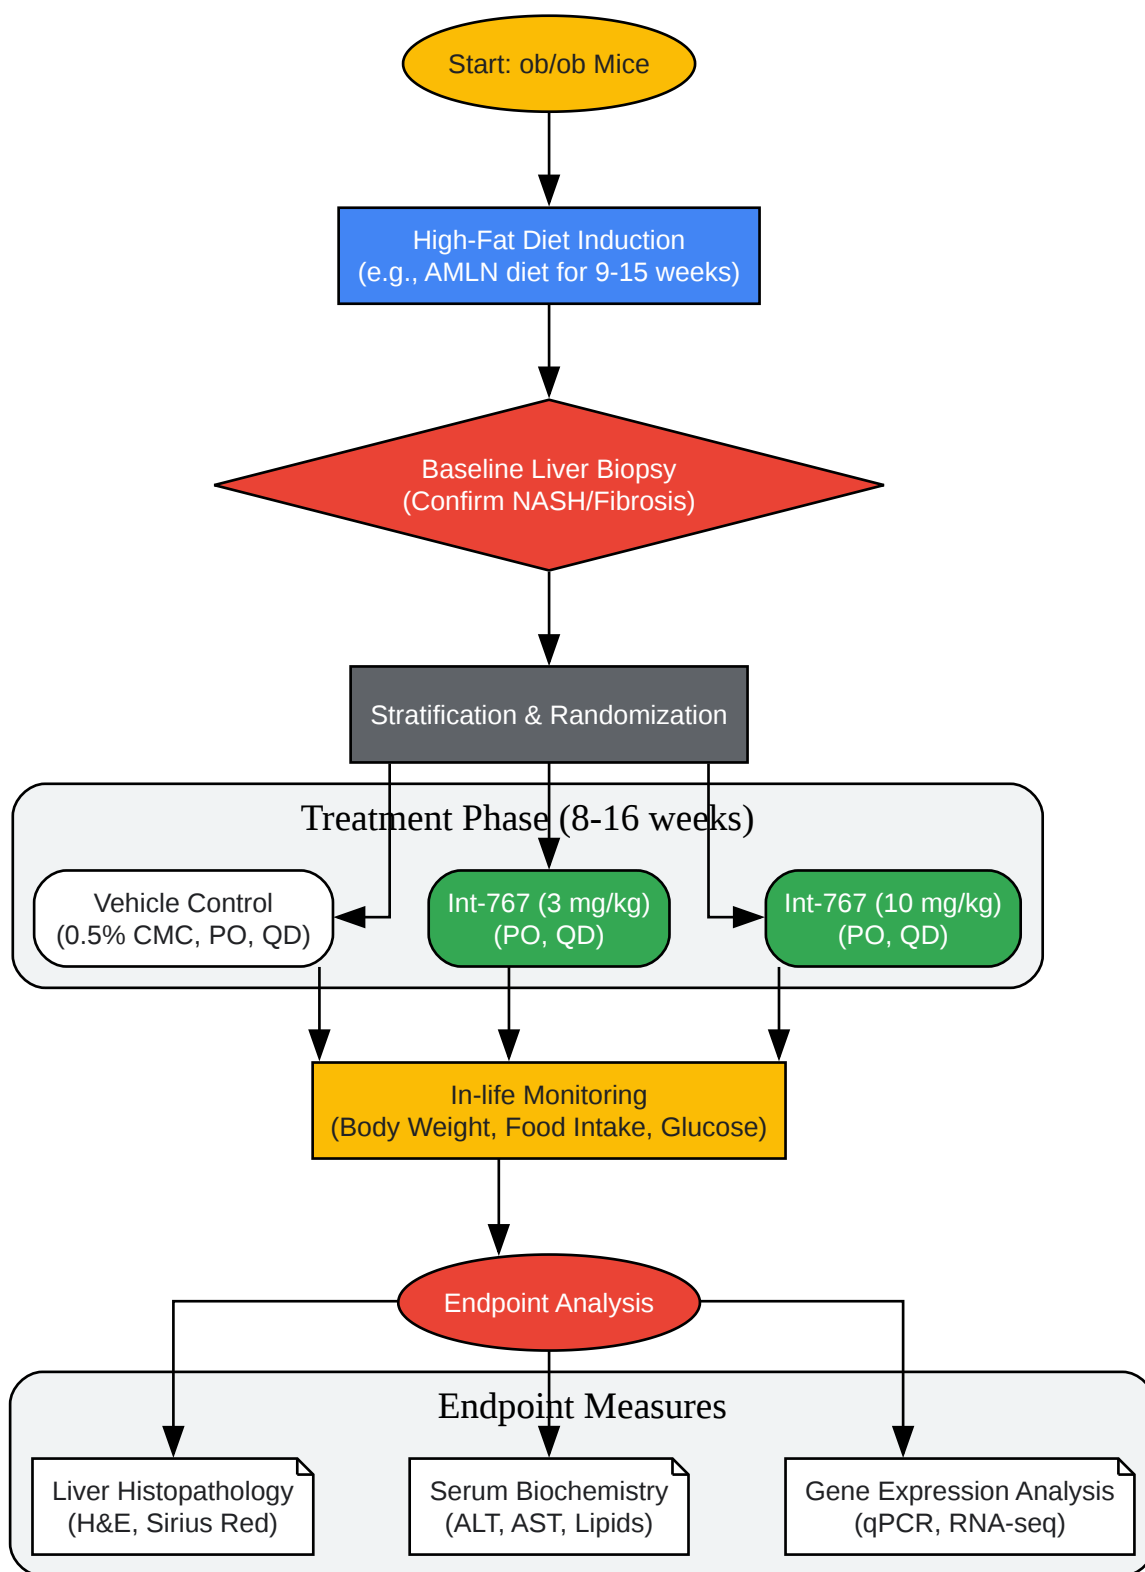 Start: ob/ob Mice
High-Fat Diet Induction
(e.g., AMLN diet for 9-15 weeks)
Baseline Liver Biopsy
(Confirm NASH/Fibrosis)
Stratification & Randomization
Treatment Phase (8-16 weeks)
Vehicle Control
(0.5% CMC, PO, QD)
Int-767 (3 mg/kg)
(PO, QD)
Int-767 (10 mg/kg)
(PO, QD)
In-life Monitoring
(Body Weight, Food Intake, Glucose)
Endpoint Analysis
Endpoint Measures
Liver Histopathology
(H&E, Sirius Red)
Serum Biochemistry
(ALT, AST, Lipids)
Gene Expression Analysis
(qPCR, RNA-seq)